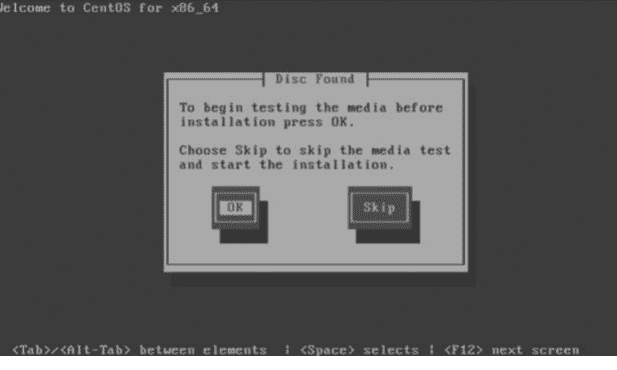 Welcome to CentOS for x86_64
Disc Found
To begin testing the media before
installation press OK.
Choose Skip to skip the media test
and start the installation.
OK Skip
<Tab>/<Alt-Tab> between elements | <Space> selects | <F12> next screen